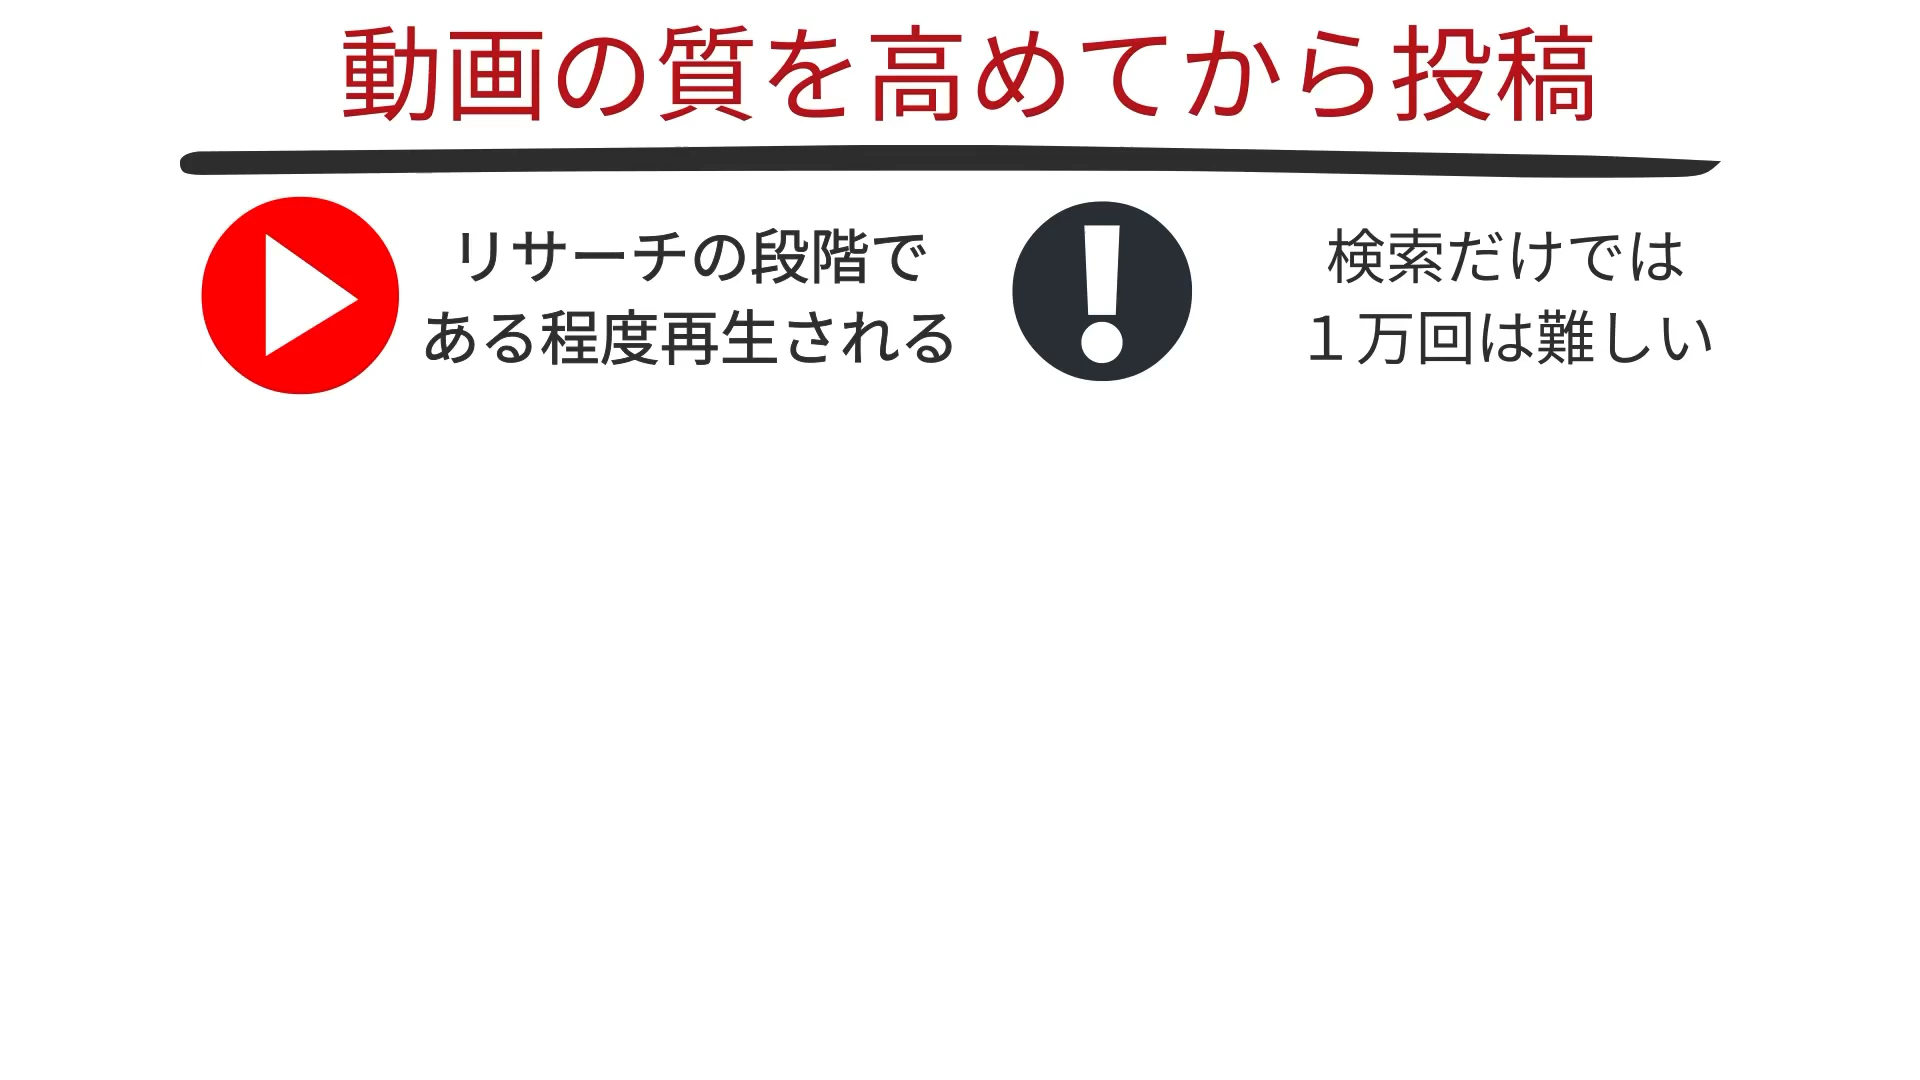 動画の質を高めてから投稿
リサーチの段階で
ある程度再生される
検索だけでは
１万回は難しい